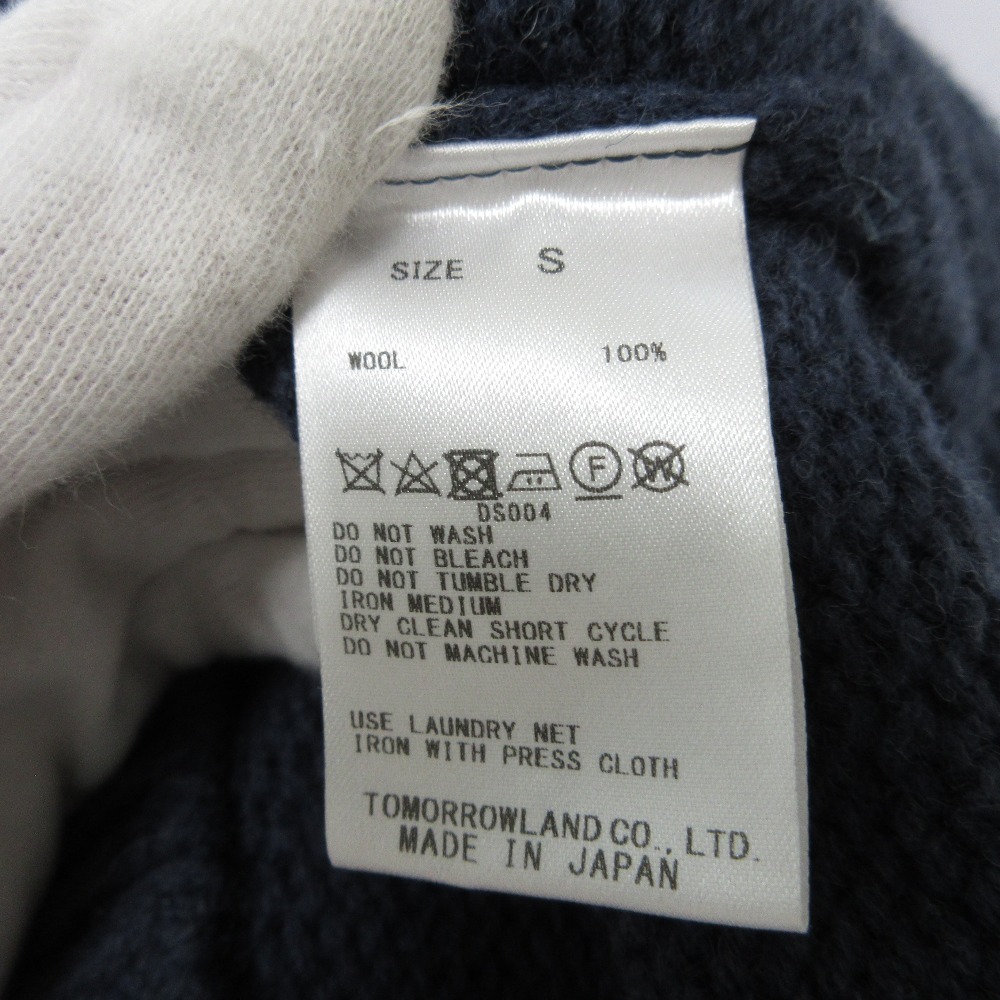 SIZE S
WOOL 100%
F W
DS004
DO NOT WASH
DO NOT BLEACH
DO NOT TUMBLE DRY
IRON MEDIUM
DRY CLEAN SHORT CYCLE
DO NOT MACHINE WASH
USE LAUNDRY NET
IRON WITH PRESS CLOTH
TOMORROWLAND CO., LTD.
MADE IN JAPAN